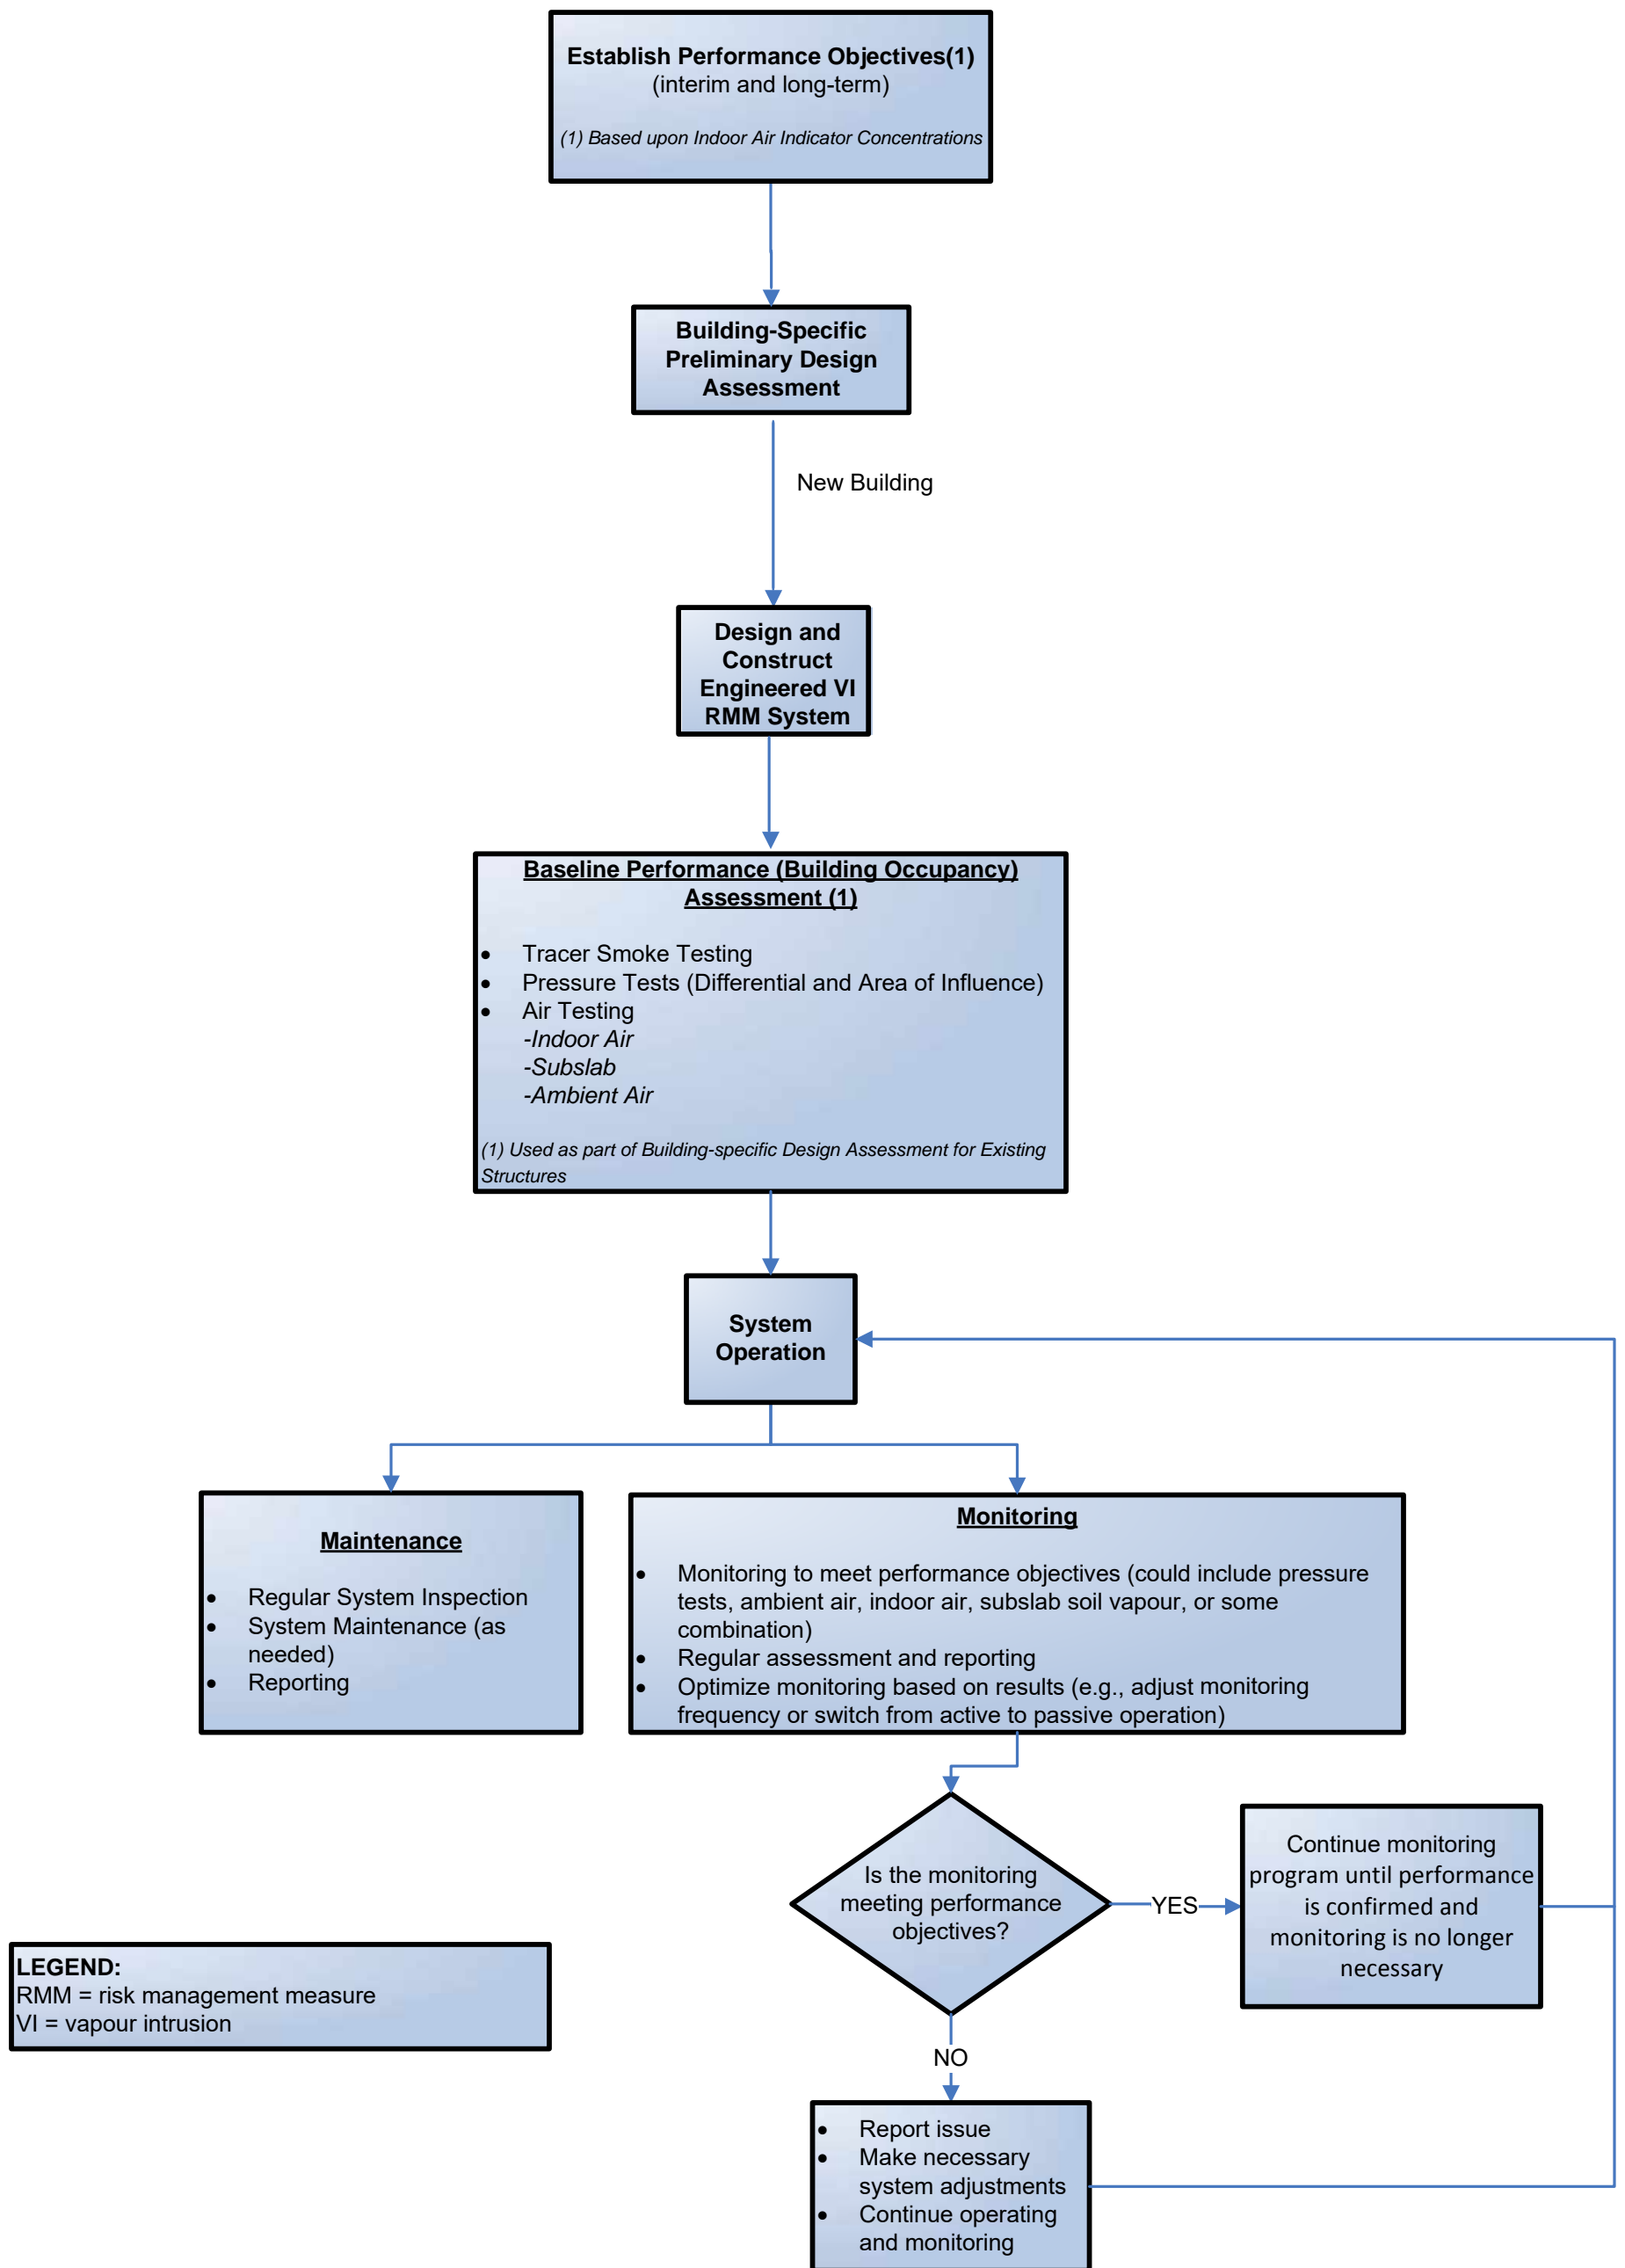 Establish Performance Objectives(1)
(interim and long-term)
(1) Based upon Indoor Air Indicator Concentrations
Building-Specific
Preliminary Design
Assessment
New Building
Design and
Construct
Engineered VI
RMM System
Baseline Performance (Building Occupancy)
Assessment (1)
• Tracer Smoke Testing
• Pressure Tests (Differential and Area of Influence)
• Air Testing
-Indoor Air
-Subslab
-Ambient Air
(1) Used as part of Building-specific Design Assessment for Existing
Structures
System
Operation
Maintenance
• Regular System Inspection
• System Maintenance (as
needed)
• Reporting
Monitoring
• Monitoring to meet performance objectives (could include pressure
tests, ambient air, indoor air, subslab soil vapour, or some
combination)
• Regular assessment and reporting
• Optimize monitoring based on results (e.g., adjust monitoring
frequency or switch from active to passive operation)
Is the monitoring
meeting performance
objectives?
YES
Continue monitoring
program until performance
is confirmed and
monitoring is no longer
necessary
LEGEND:
RMM = risk management measure
VI = vapour intrusion
NO
• Report issue
• Make necessary
system adjustments
• Continue operating
and monitoring